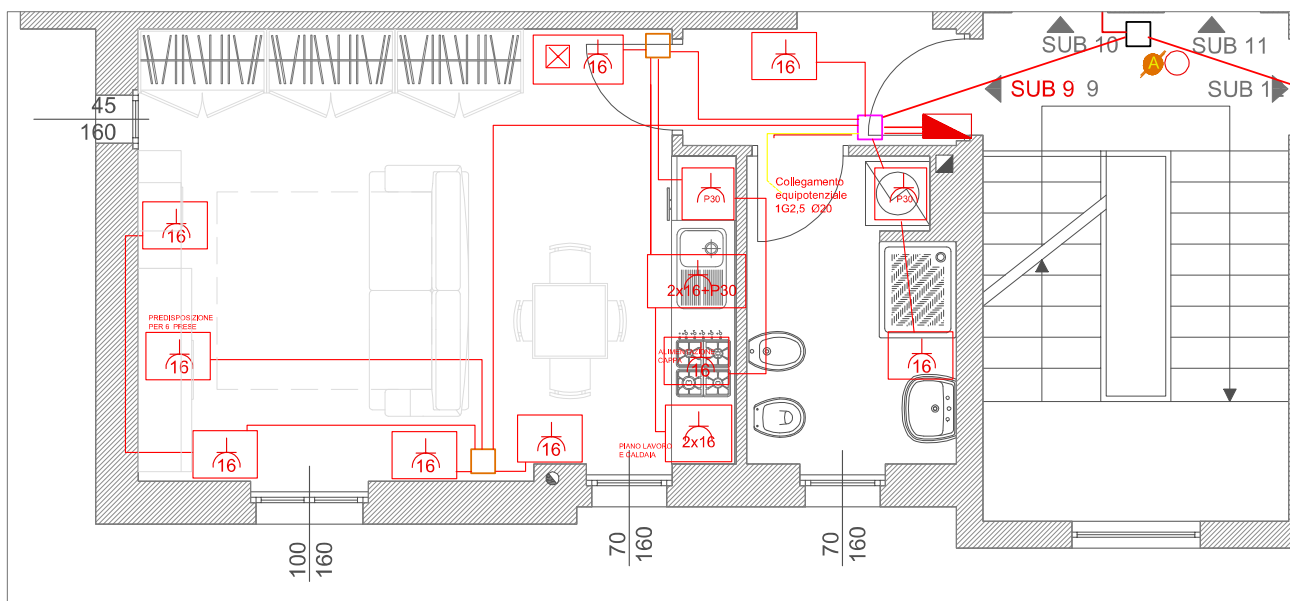 SUB 10
SUB 11
SUB 9
9
SUB 1
45
160
16
16
P30
Collegamento
equipotenziale
1G2,5 Ø20
P30
16
2x16+P30
PREDISPOSIZIONE
PER 6 PRESE
16
ALIMENTAZIONE
CAPPA
16
16
16
16
16
PIANO LAVORO
E CALDAIA
2x16
A
100
160
70
160
70
160